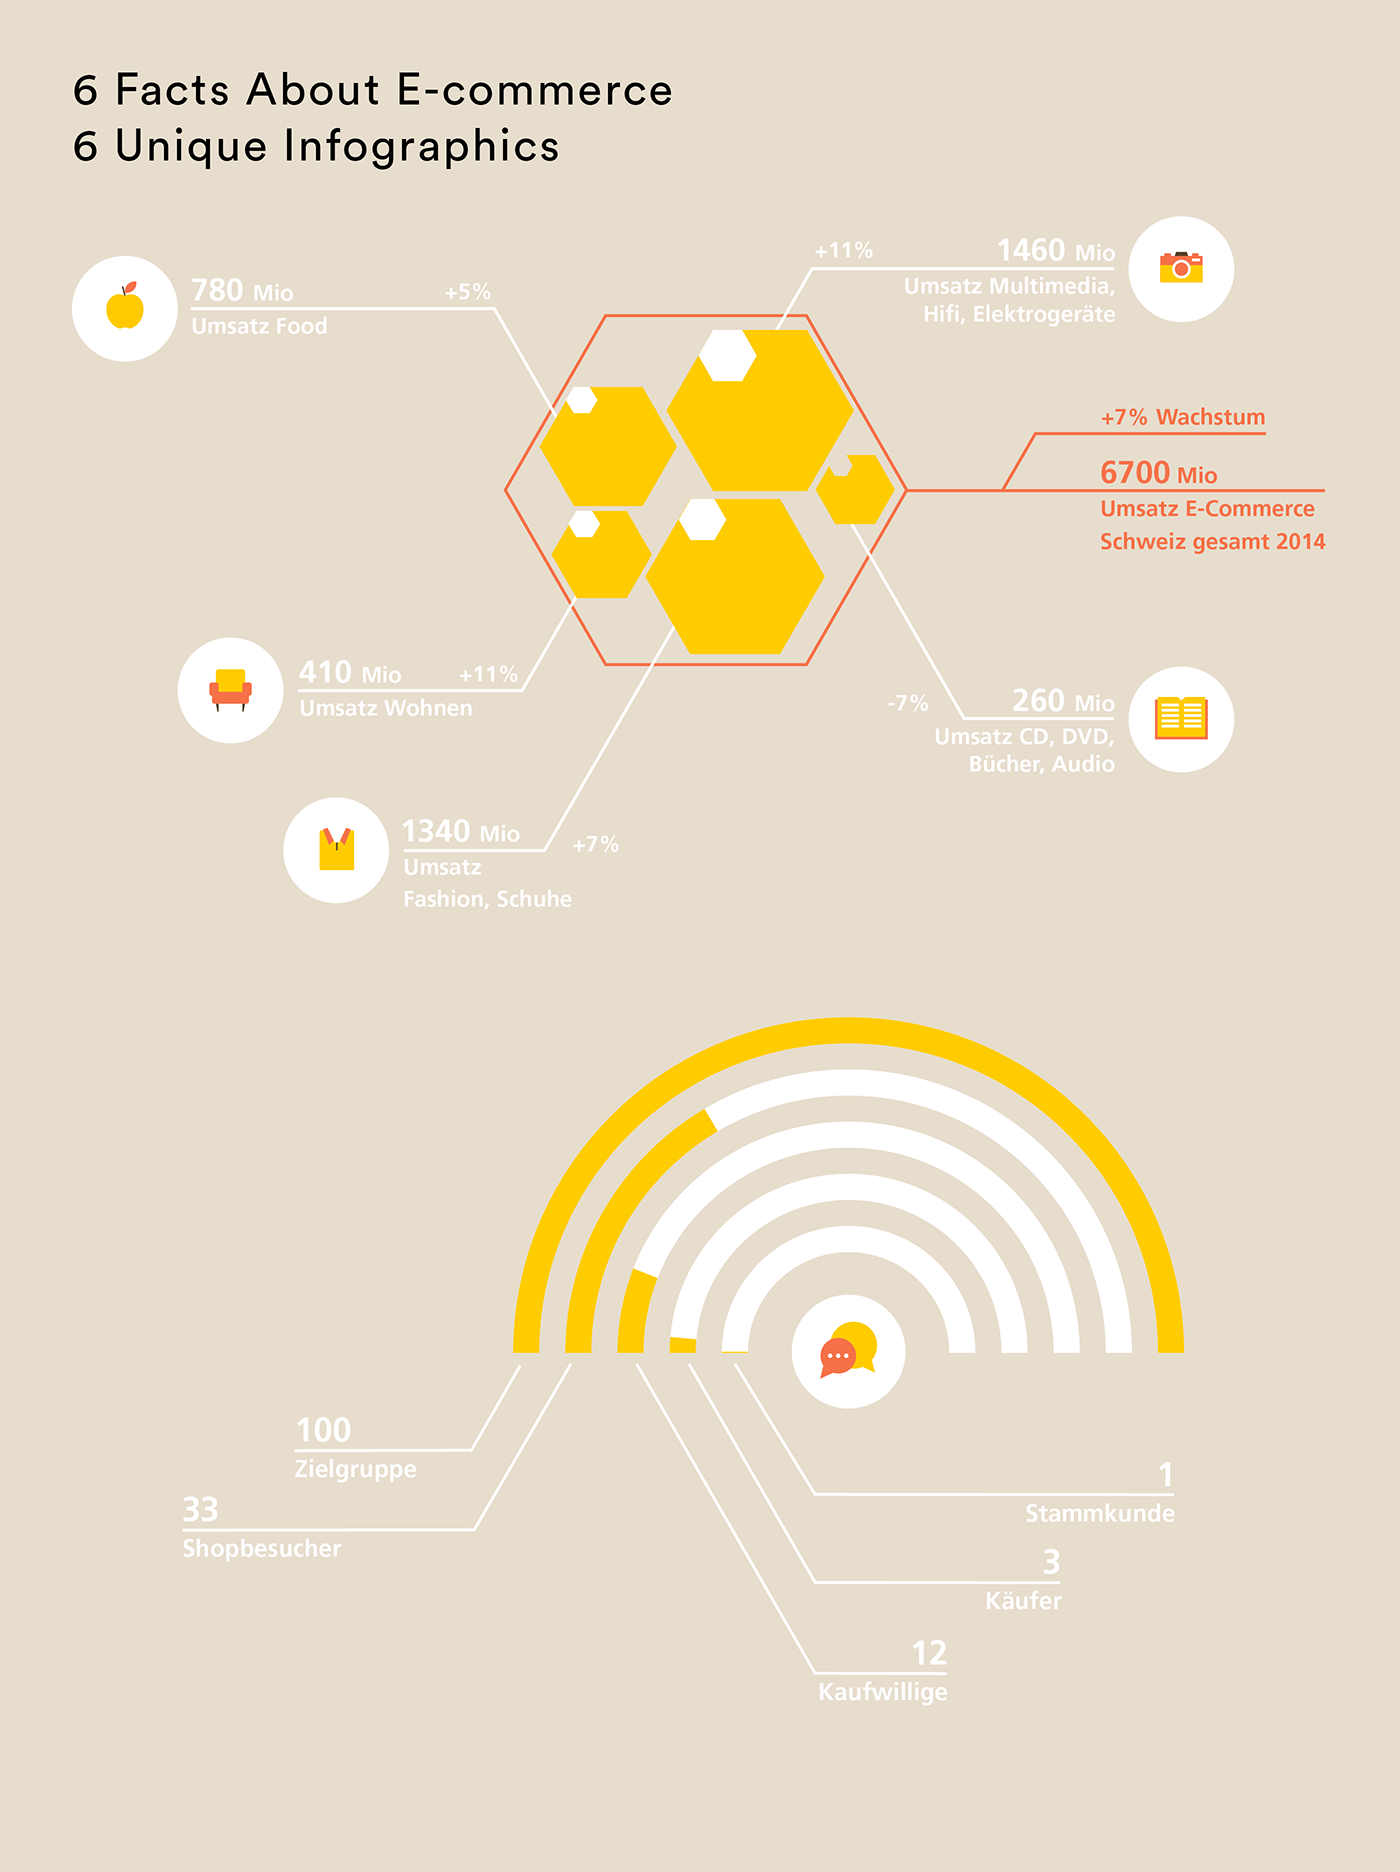 6 Facts About E-commerce
6 Unique Infographics
780 Mio
+5%
Umsatz Food
+11%
1460 Mio
Umsatz Multimedia,
Hifi, Elektrogeräte
+7% Wachstum
6700 Mio
Umsatz E-Commerce
Schweiz gesamt 2014
410 Mio
+11%
Umsatz Wohnen
-7%
260 Mio
Umsatz CD, DVD,
Bücher, Audio
1340 Mio
+7%
Umsatz
Fashion, Schuhe
100
Zielgruppe
33
Shopbesucher
1
Stammkunde
3
Käufer
12
Kaufwillige